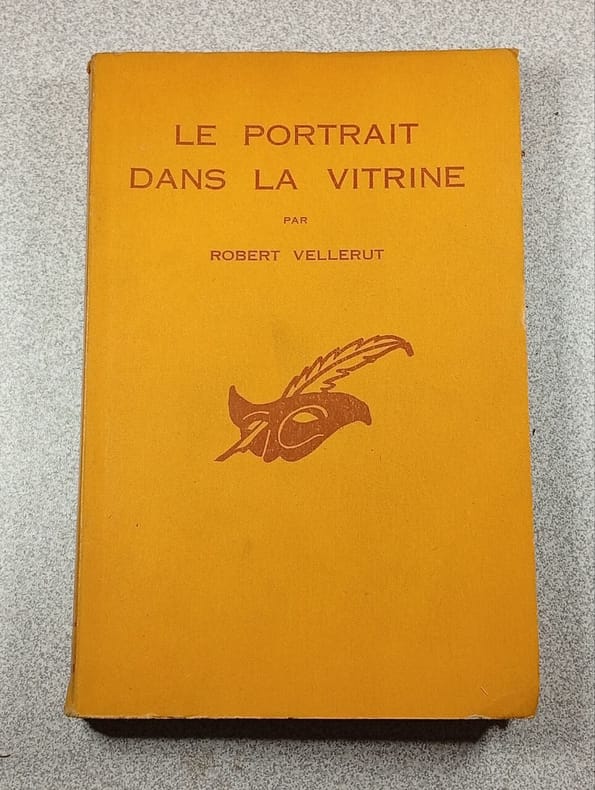 LE PORTRAIT
DANS LA VITRINE
PAR
ROBERT VELLERUT